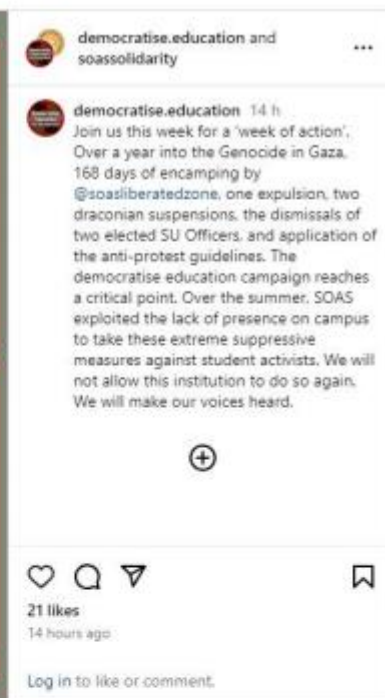 democratise.education and
soassolidarity
democratise.education 14 h
Join us this week for a 'week of action'.
Over a year into the Genocide in Gaza,
168 days of encamping by
@soasliberatedzone, one expulsion, two
draconian suspensions, the dismissals of
two elected SU Officers, and application of
the anti-protest guidelines. The
democratise education campaign reaches
a critical point. Over the summer, SOAS
exploited the lack of presence on campus
to take these extreme suppressive
measures against student activists. We will
not allow this institution to do so again.
We will make our voices heard.
21 likes
14 hours ago
Log in to like or comment.